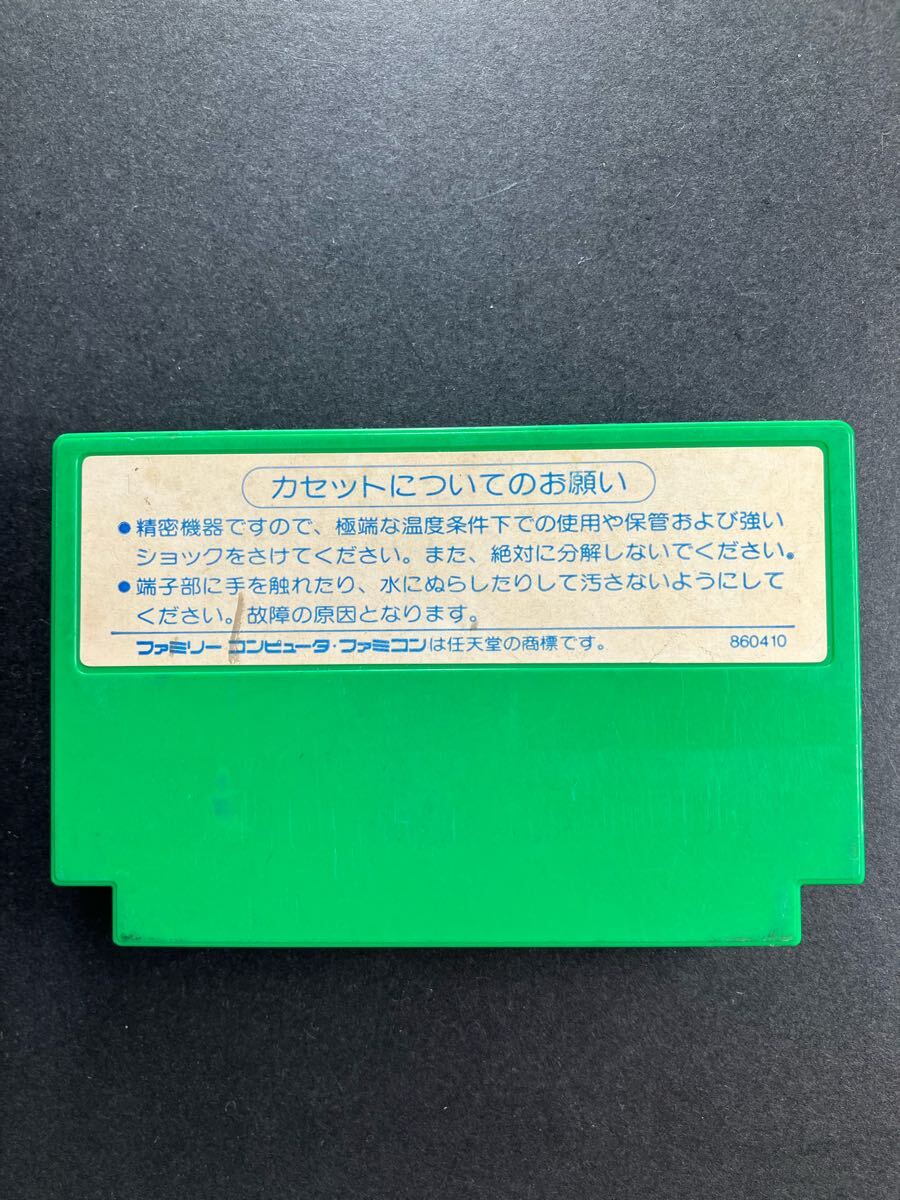 カセットについてのお願い
●精密機器ですので、極端な温度条件下での使用や保管および強い
ショックをさけてください。また、絶対に分解しないでください。
●端子部に手を触れたり、水にぬらしたりして汚さないようにして
ください。故障の原因となります。
ファミリー コンピュータ・ファミコンは任天堂の商標です。 860410